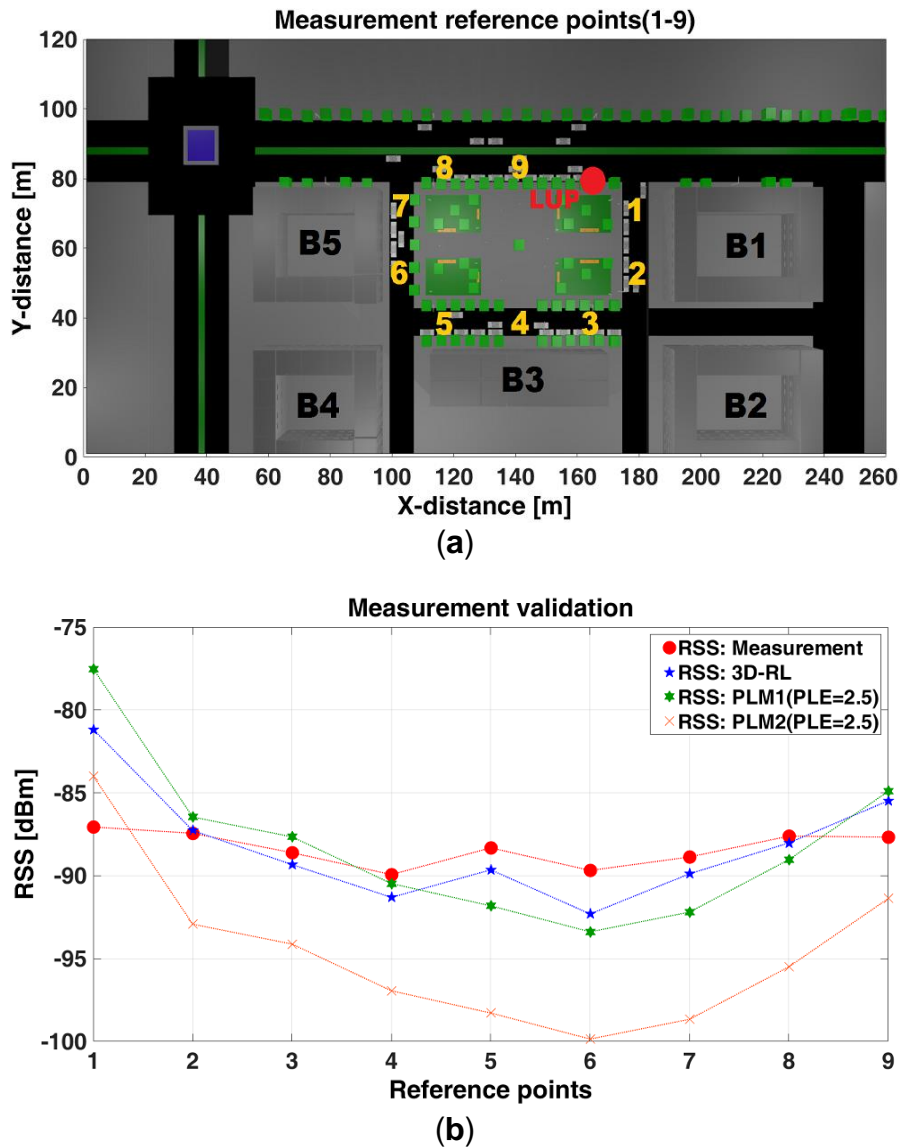 Measurement reference points(1-9)
120
100
80
60
40
20
0
Y-distance [m]
8 9
LUP
7 1
B5 B1
6 2
5 4 3
B3
B4 B2
0 20 40 60 80 100 120 140 160 180 200 220 240 260
X-distance [m]
(a)
Measurement validation
-75
-80
-85
-90
-95
-100
RSS [dBm]
RSS: Measurement
RSS: 3D-RL
RSS: PLM1(PLE=2.5)
RSS: PLM2(PLE=2.5)
1 2 3 4 5 6 7 8 9
Reference points
(b)